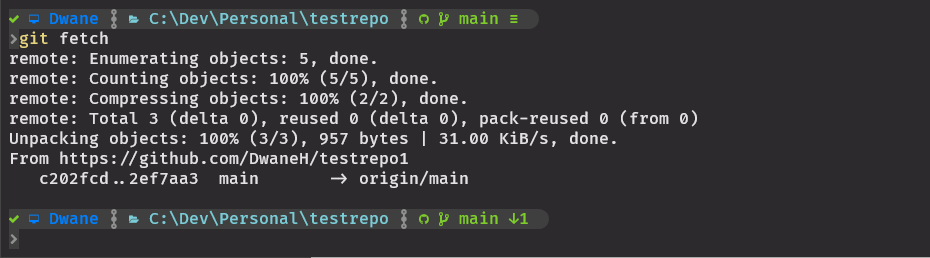 ✔ Dwane C:\Dev\Personal\testrepo main ≡
❯git fetch
remote: Enumerating objects: 5, done.
remote: Counting objects: 100% (5/5), done.
remote: Compressing objects: 100% (2/2), done.
remote: Total 3 (delta 0), reused 0 (delta 0), pack-reused 0 (from 0)
Unpacking objects: 100% (3/3), 957 bytes | 31.00 KiB/s, done.
From https://github.com/DwaneH/testrepo1
   c202fcd..2ef7aa3  main       -> origin/main
✔ Dwane C:\Dev\Personal\testrepo main ↓1
❯